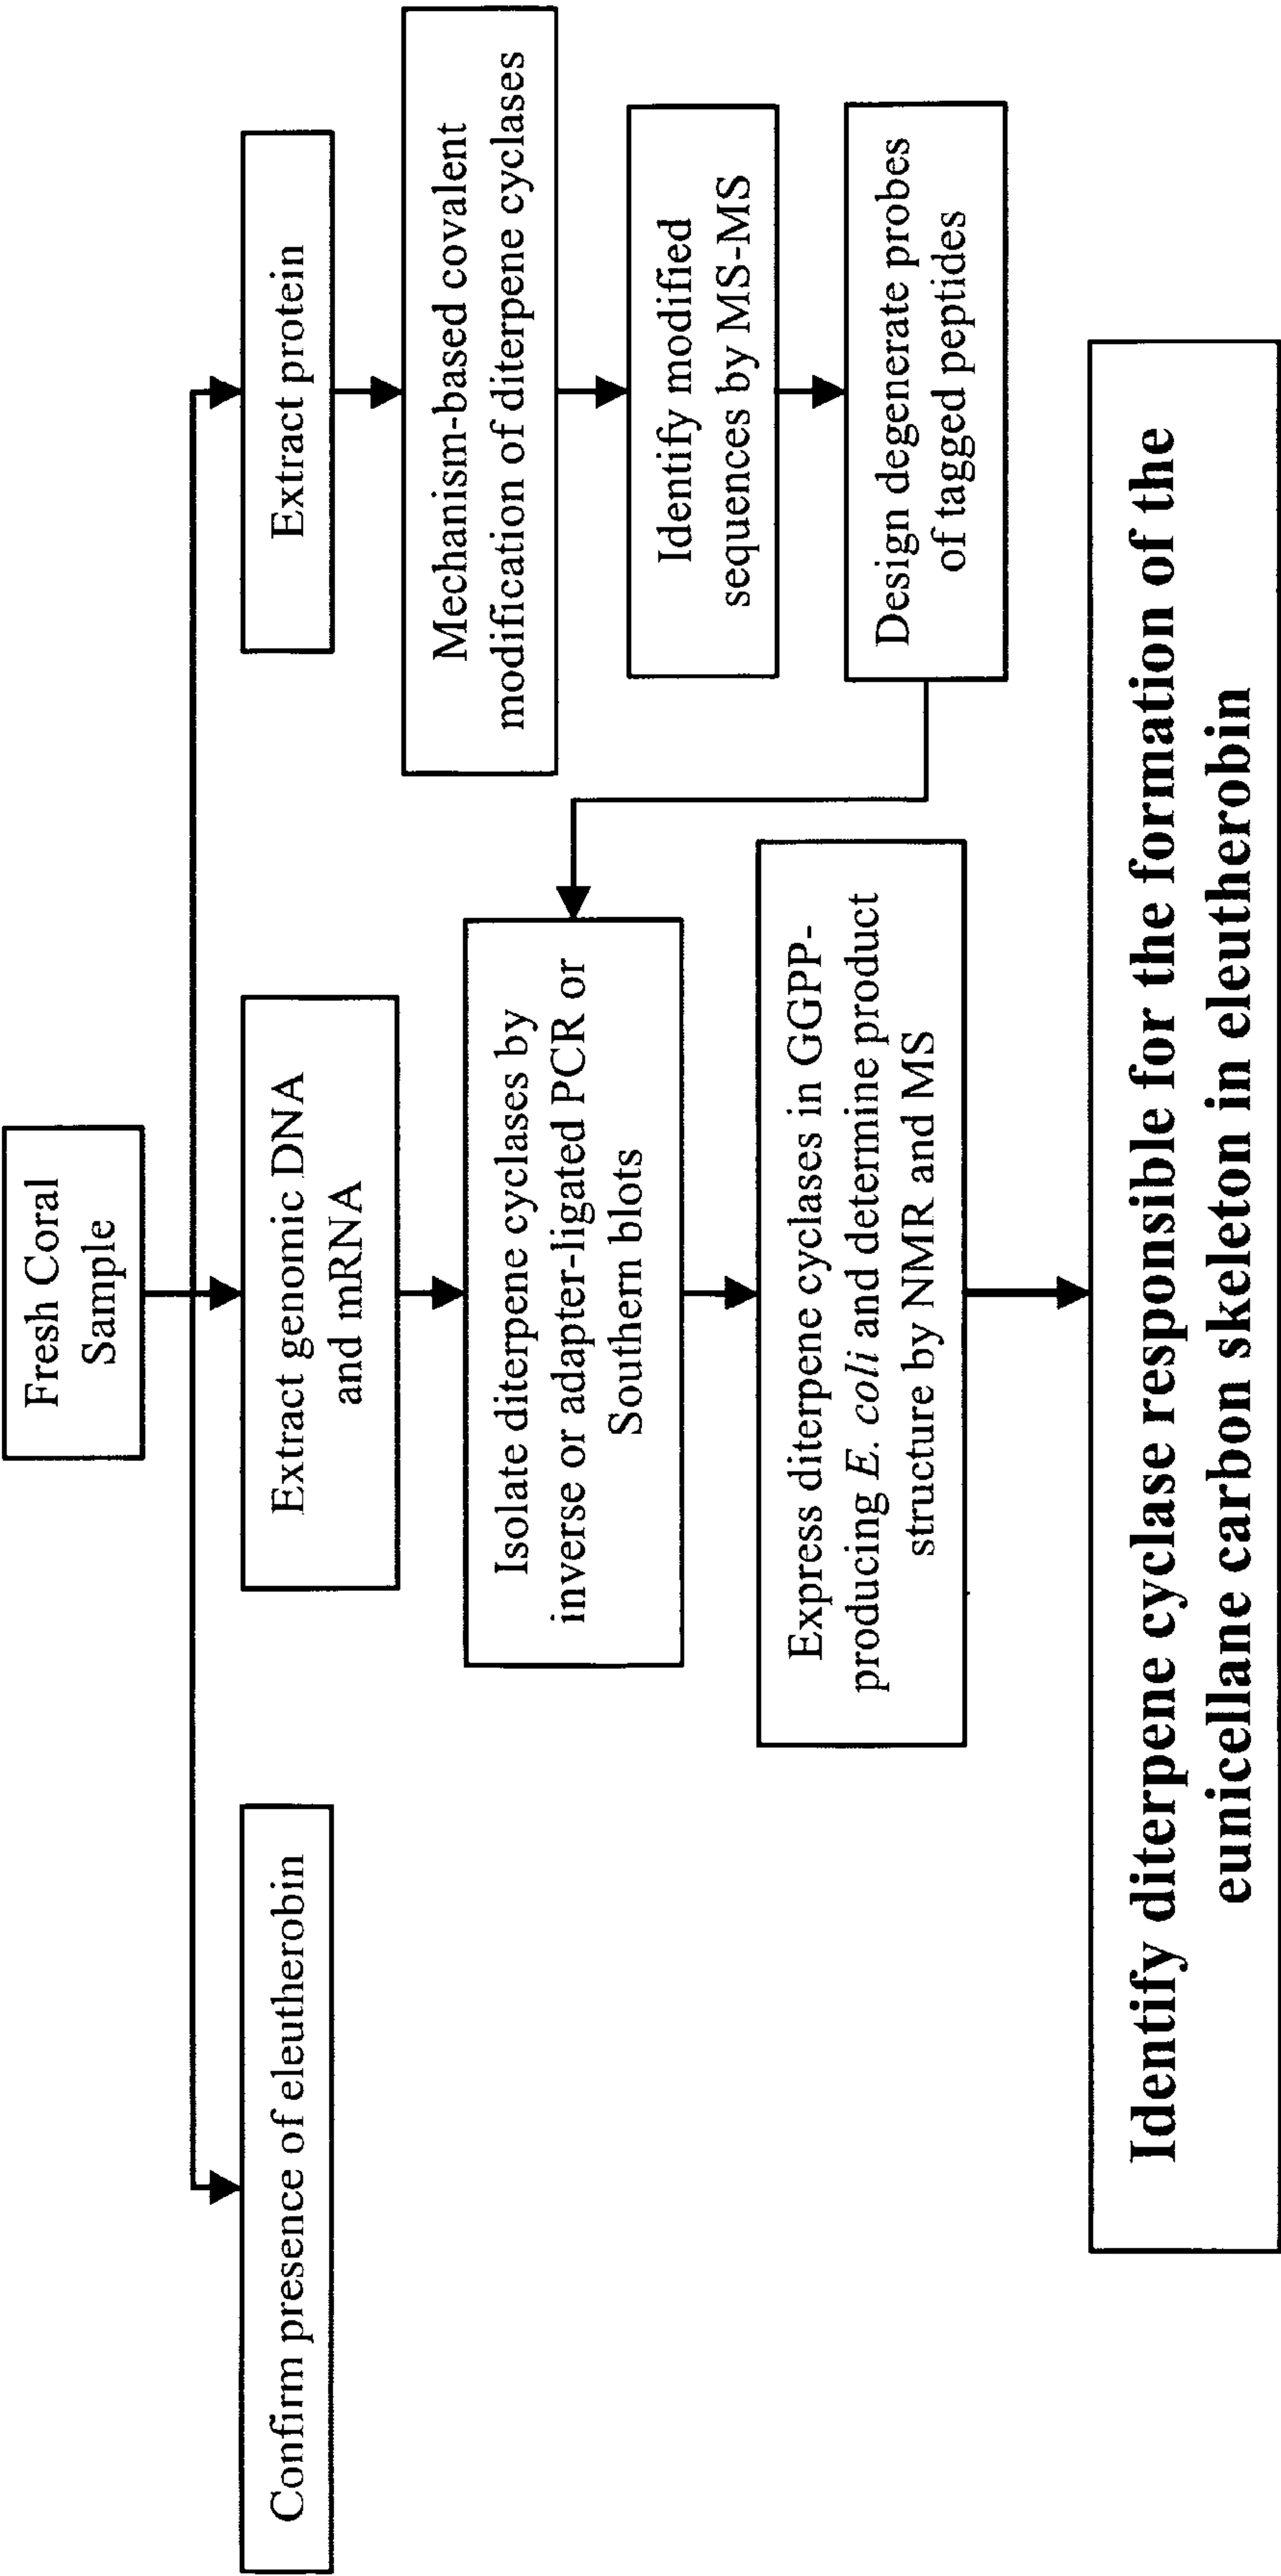 Fresh Coral
Sample
Confirm presence of eleutherobin
Extract genomic DNA
and mRNA
Extract protein
Mechanism-based covalent
modification of diterpene cyclases
Identify modified
sequences by MS-MS
Design degenerate probes
of tagged peptides
Isolate diterpene cyclases by
inverse or adapter-ligated PCR or
Southern blots
Express diterpene cyclases in GGPP-
producing E. coli and determine product
structure by NMR and MS
Identify diterpene cyclase responsible for the formation of the
eunicellane carbon skeleton in eleutherobin